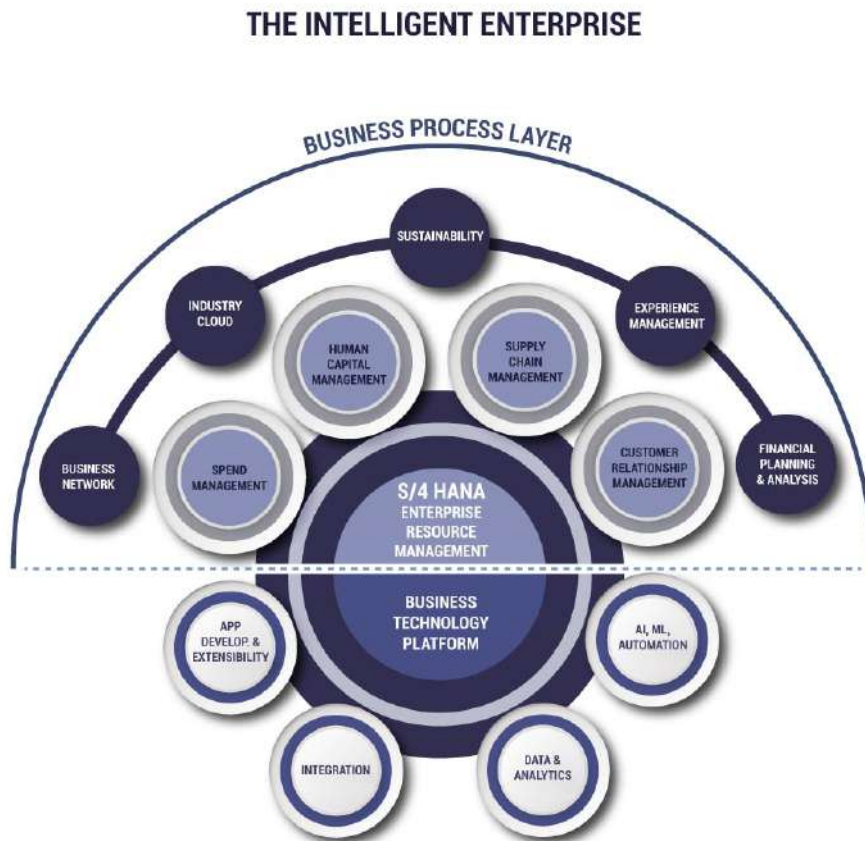 THE INTELLIGENT ENTERPRISE
BUSINESS PROCESS LAYER
SUSTAINABILITY
INDUSTRY
CLOUD
EXPERIENCE
MANAGEMENT
HUMAN
CAPITAL
MANAGEMENT
SUPPLY
CHAIN
MANAGEMENT
BUSINESS
NETWORK
SPEND
MANAGEMENT
CUSTOMER
RELATIONSHIP
MANAGEMENT
FINANCIAL
PLANNING
& ANALYSIS
S/4 HANA
ENTERPRISE
RESOURCE
MANAGEMENT
BUSINESS
TECHNOLOGY
PLATFORM
APP
DEVELOP. &
EXTENSIBILITY
AI, ML,
AUTOMATION
INTEGRATION
DATA &
ANALYTICS